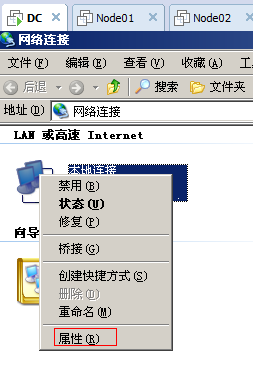 DC Node01 Node02
网络连接
文件(F) 编辑(E) 查看(V) 收藏(A) 工具
后退 搜索 文件夹
地址(D) 网络连接
LAN 或高速 Internet
本地连接
禁用(B)
状态(U)
修复(P)
桥接(G)
向导
创建快捷方式(S)
删除(D)
重命名(M)
属性(R)